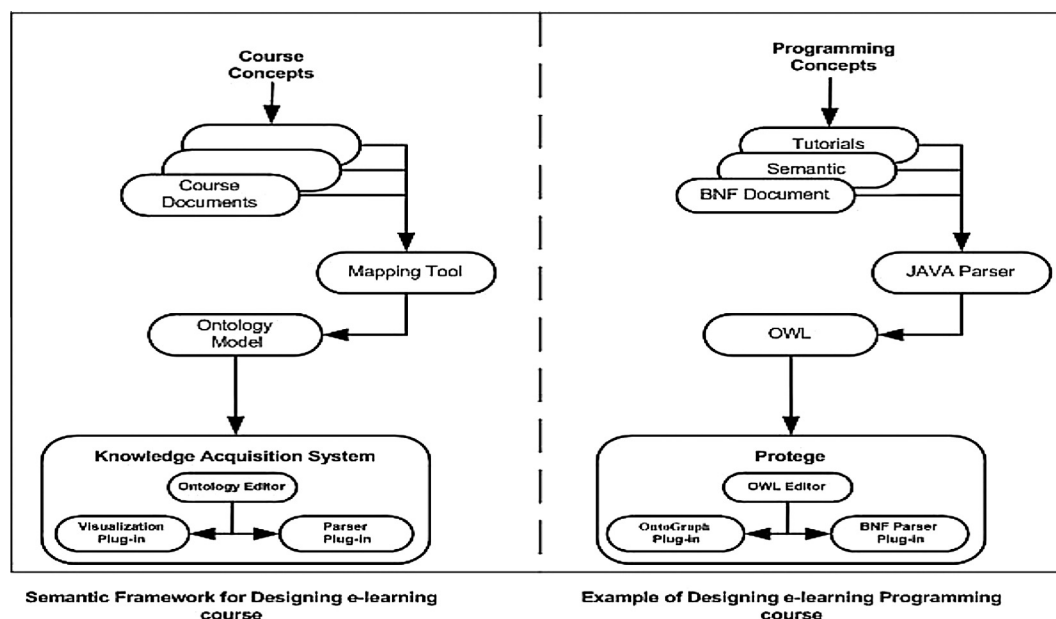 Course
Concepts
Course
Documents
Mapping Tool
Ontology
Model
Knowledge Acquisition System
Ontology Editor
Visualization
Plug-in
Parser
Plug-in
Semantic Framework for Designing e-learning
course
Programming
Concepts
Tutorials
Semantic
BNF Document
JAVA Parser
OWL
Protege
OWL Editor
OntoGraph
Plug-in
BNF Parser
Plug-in
Example of Designing e-learning Programming
course